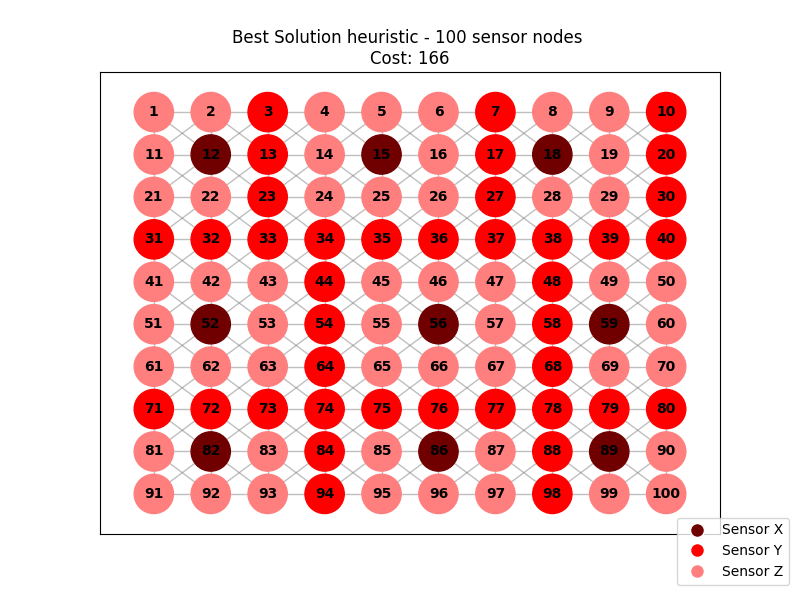 Best Solution heuristic - 100 sensor nodes
Cost: 166
1 2 3 4 5 6 7 8 9 10
11 12 13 14 15 16 17 18 19 20
21 22 23 24 25 26 27 28 29 30
31 32 33 34 35 36 37 38 39 40
41 42 43 44 45 46 47 48 49 50
51 52 53 54 55 56 57 58 59 60
61 62 63 64 65 66 67 68 69 70
71 72 73 74 75 76 77 78 79 80
81 82 83 84 85 86 87 88 89 90
91 92 93 94 95 96 97 98 99 100
Sensor X
Sensor Y
Sensor Z